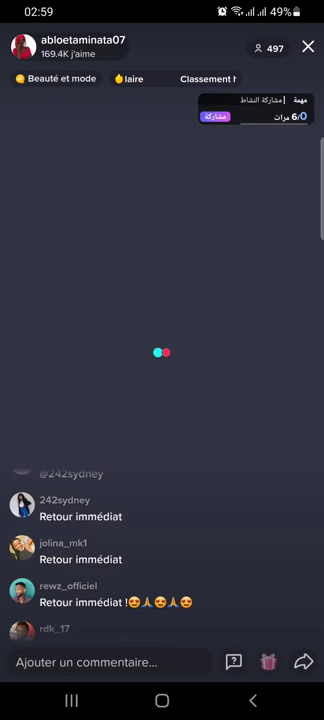 02:59
49%
abloetaminata07
169.4K j'aime
497
Beauté et mode
laire
Classement h
مهمة | مشاركة النشاط
6/0 مرات
مشاركة
@242sydney
242sydney
Retour immédiat
jolina_mk1
Retour immédiat
rewz_officiel
Retour immédiat !😍🙏😍🙏😍
rdk_17
Ajouter un commentaire...